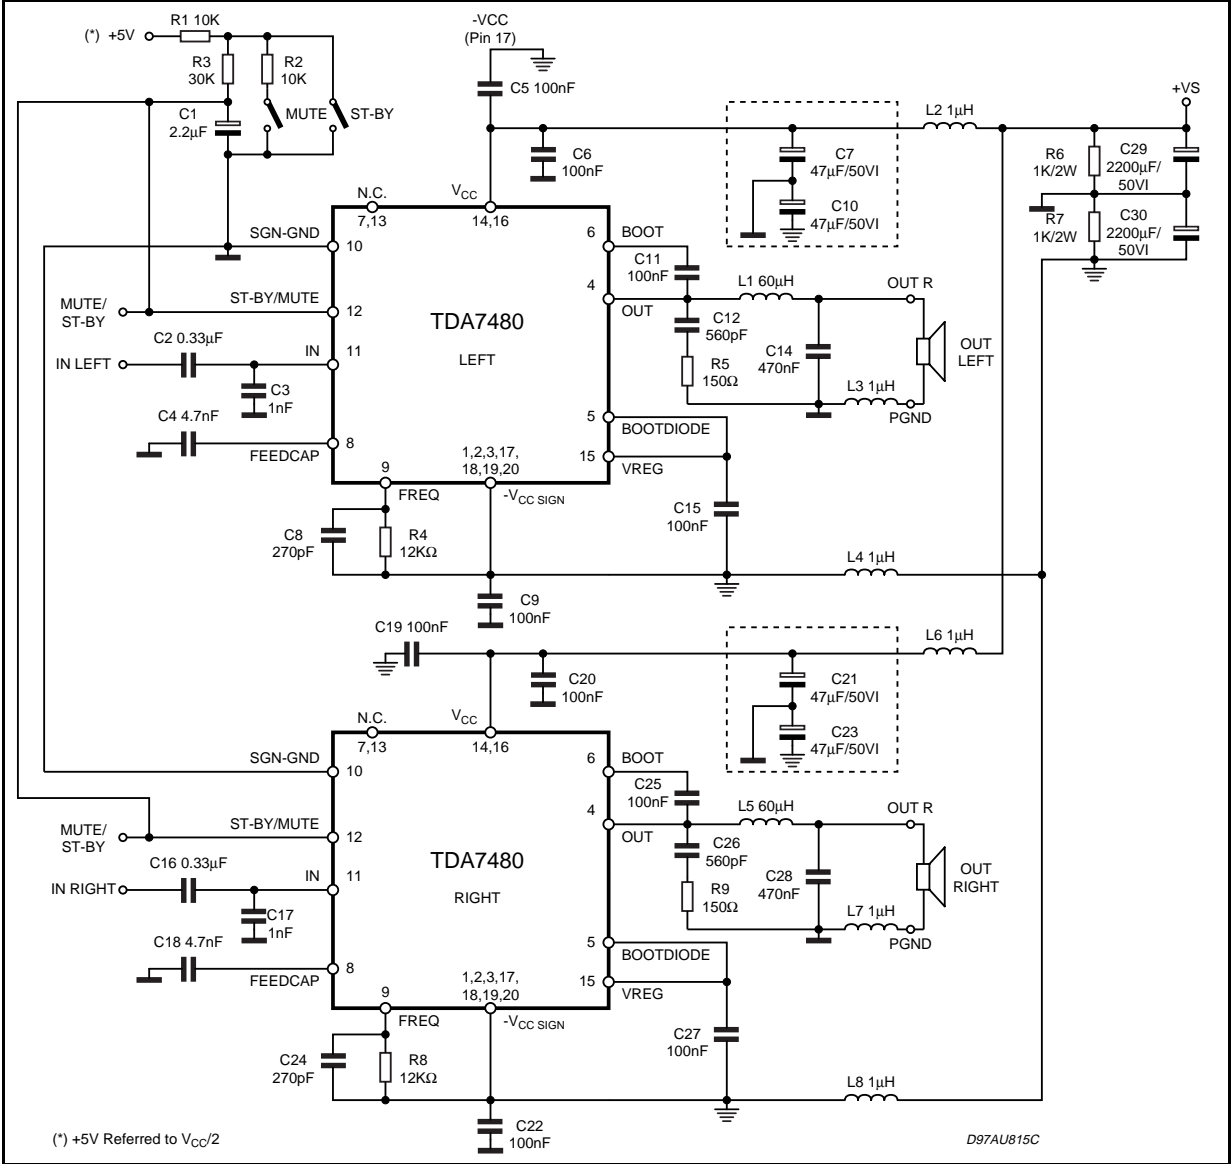 R1 10K
(*) +5V
R3
30K
R2
10K
C1
2.2µF
MUTE
ST-BY
-VCC
(Pin 17)
C5 100nF
C6
100nF
C7
47µF/50Vl
C10
47µF/50Vl
L2 1µH
+VS
R6
1K/2W
C29
2200µF/
50Vl
R7
1K/2W
C30
2200µF/
50Vl
N.C.
7,13
VCC
14,16
SGN-GND
10
MUTE/
ST-BY
ST-BY/MUTE
12
C2 0.33µF
IN LEFT
IN
11
C3
1nF
C4 4.7nF
8
FEEDCAP
TDA7480
LEFT
6
BOOT
C11
100nF
4
OUT
L1 60µH
OUT R
C12
560pF
R5
150Ω
C14
470nF
OUT
LEFT
L3 1µH
PGND
5
BOOTDIODE
15
VREG
1,2,3,17,
18,19,20
9
FREQ
-VCC SIGN
C8
270pF
R4
12KΩ
C15
100nF
L4 1µH
C9
100nF
C19 100nF
C20
100nF
C21
47µF/50Vl
C23
47µF/50Vl
L6 1µH
N.C.
7,13
VCC
14,16
SGN-GND
10
MUTE/
ST-BY
ST-BY/MUTE
12
C16 0.33µF
IN RIGHT
IN
11
C17
1nF
C18 4.7nF
8
FEEDCAP
TDA7480
RIGHT
6
BOOT
C25
100nF
4
OUT
L5 60µH
OUT R
C26
560pF
R9
150Ω
C28
470nF
OUT
RIGHT
L7 1µH
PGND
5
BOOTDIODE
15
VREG
1,2,3,17,
18,19,20
9
FREQ
-VCC SIGN
C24
270pF
R8
12KΩ
C27
100nF
L8 1µH
C22
100nF
(*) +5V Referred to VCC/2
D97AU815C